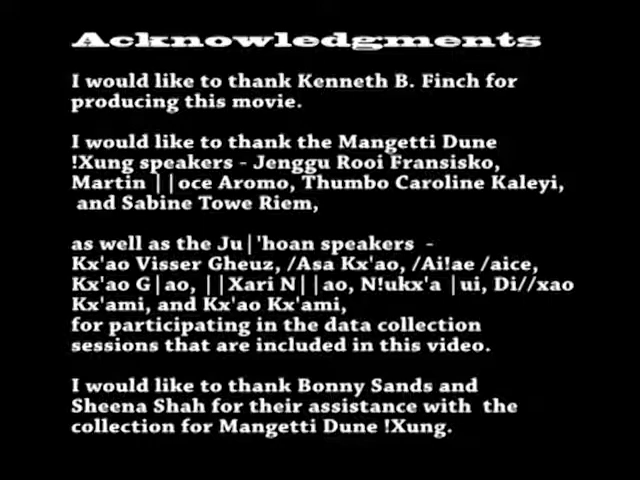 Acknowledgments
I would like to thank Kenneth B. Finch for
producing this movie.
I would like to thank the Mangetti Dune
!Xung speakers - Jenggu Rooi Fransisko,
Martin ||oce Aromo, Thumbo Caroline Kaleyi,
and Sabine Towe Riem,
as well as the Ju|'hoan speakers -
Kx'ao Visser Gheuz, /Asa Kx'ao, /Ai!ae /aice,
Kx'ao G|ao, ||Xari N||ao, N!ukx'a |ui, Di//xao
Kx'ami, and Kx'ao Kx'ami,
for participating in the data collection
sessions that are included in this video.
I would like to thank Bonny Sands and
Sheena Shah for their assistance with the
collection for Mangetti Dune !Xung.